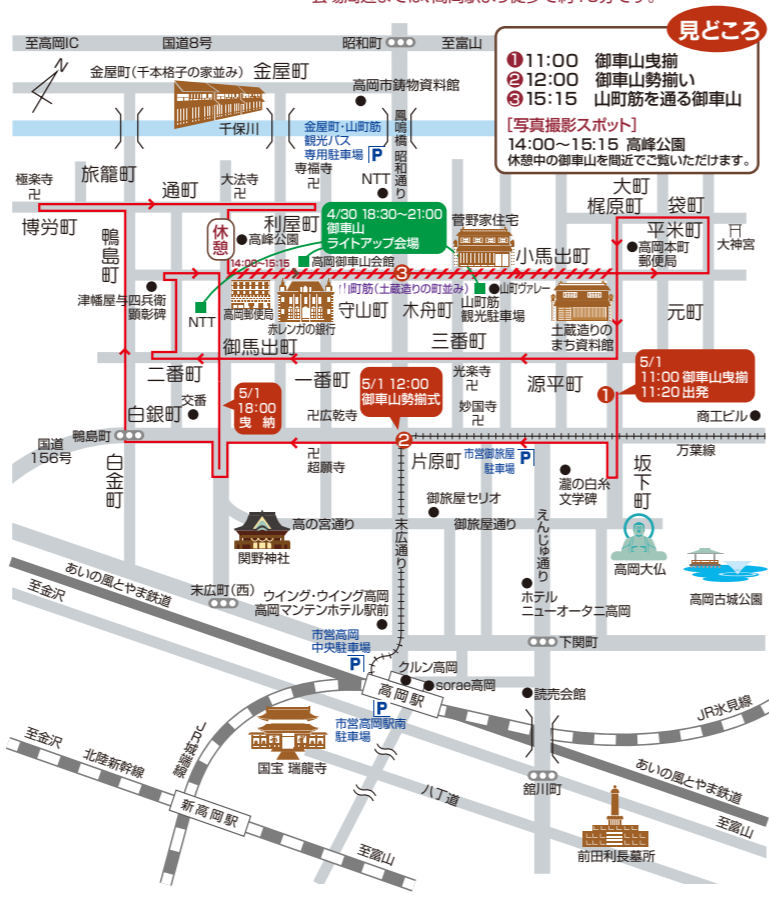 会場周辺までは、高岡駅より徒歩で約10分です。
見どころ
❶11:00 御車山曳揃
❷12:00 御車山勢揃い
❸15:15 山町筋を通る御車山
[写真撮影スポット]
14:00〜15:15 高峰公園
休憩中の御車山を間近でご覧いただけます。
至高岡IC
国道8号
昭和町
至富山
金屋町(千本格子の家並み)
金屋町
高岡市鋳物資料館
千保川
金屋町・山町筋
観光バス
専用駐車場
P
鳳鳴橋
昭和通り
旅籠町
極楽寺
卍
通町
大法寺
卍
専福寺
卍
NTT
博労町
鴨島町
休憩
14:00〜15:15
利屋町
高峰公園
4/30 18:30〜21:00
御車山
ライトアップ会場
高岡御車山会館
菅野家住宅
小馬出町
大町
梶原町
袋町
平米町
高岡本町
郵便局
大神宮
津幡屋与四兵衛
顕彰碑
NTT
高岡郵便局
赤レンガの銀行
3
山町筋(土蔵造りの町並み)
守山町
木舟町
山町ヴァレー
山町筋
観光駐車場
土蔵造りの
まち資料館
元町
御馬出町
三番町
二番町
一番町
光楽寺
卍
源平町
5/1
11:00 御車山曳揃
11:20 出発
1
白銀町
交番
5/1
18:00
曳 納
5/1 12:00
御車山勢揃式
卍広乾寺
妙国寺
卍
商工ビル
鴨島町
国道
156号
白金町
2
卍
超願寺
片原町
市営御旅屋
駐車場
P
万葉線
瀧の白糸
文学碑
坂下町
御旅屋セリオ
高の宮通り
御旅屋通り
関野神社
末広通り
えんじゅ通り
高岡大仏
高岡古城公園
あいの風とやま鉄道
至金沢
末広町(西)
ウイング・ウイング高岡
高岡マンテンホテル駅前
ホテル
ニューオータニ高岡
市営高岡
中央駐車場
P
下関町
クルン高岡
高岡駅
sorae高岡
読売会館
JR氷見線
P
市営高岡駅南
駐車場
国宝 瑞龍寺
JR城端線
至金沢
北陸新幹線
新高岡駅
至富山
八丁道
舘川町
あいの風とやま鉄道
至富山
前田利長墓所